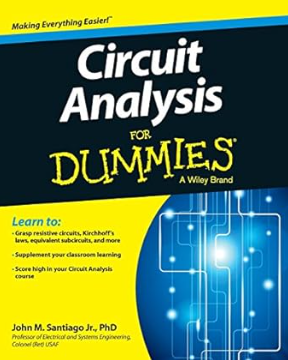 Making Everything Easier!™
Circuit
Analysis
FOR
DUMMIES®
A Wiley Brand
Learn to:
• Grasp resistive circuits, Kirchhoff's
laws, equivalent subcircuits, and more
• Supplement your classroom learning
• Score high in your Circuit Analysis
course
John M. Santiago Jr., PhD
Professor of Electrical and Systems Engineering,
Colonel (Ret) USAF